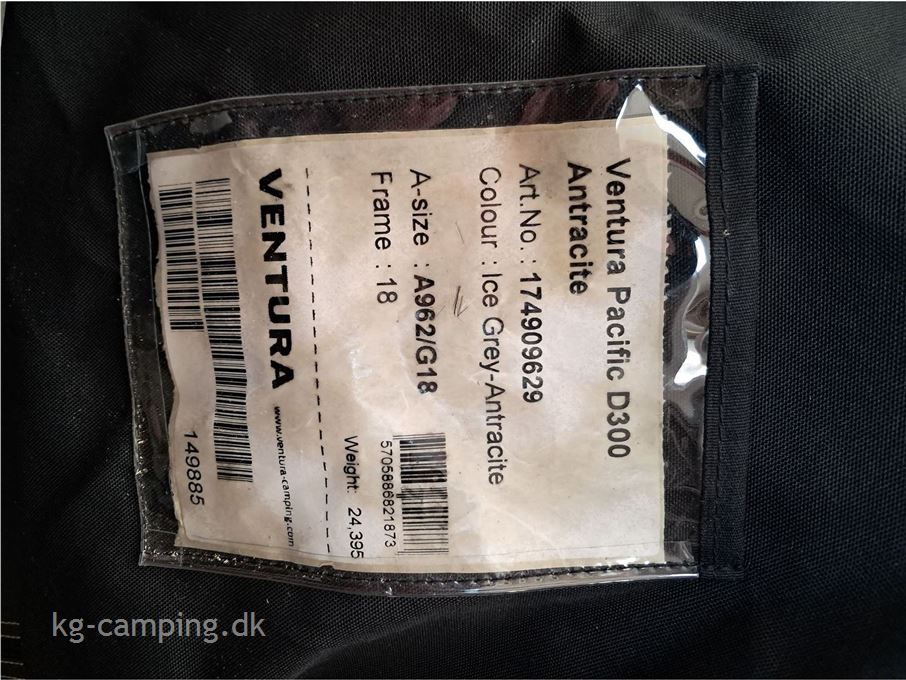 Ventura Pacific D300
Antracite
Art.No. : 174909629
Colour : Ice Grey-Antracite
A-size : A962/G18
Frame : 18
5705886821873
Weight: 24,395
VENTURA www.ventura-camping.com
149885
kg-camping.dk